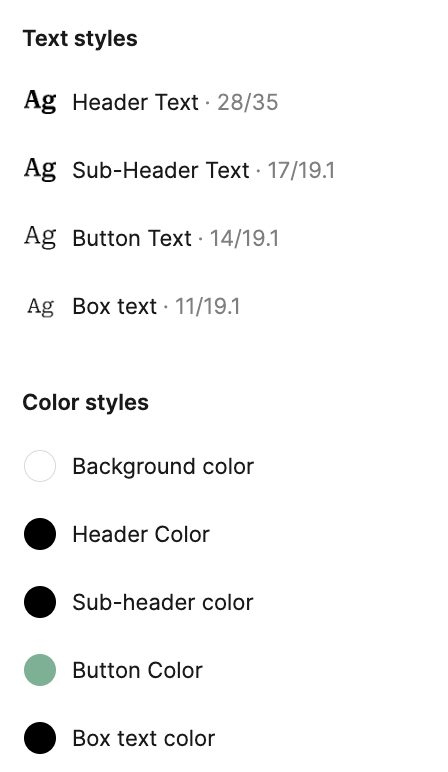 Text styles
Ag Header Text · 28/35
Ag Sub-Header Text · 17/19.1
Ag Button Text · 14/19.1
Ag Box text · 11/19.1
Color styles
Background color
Header Color
Sub-header color
Button Color
Box text color